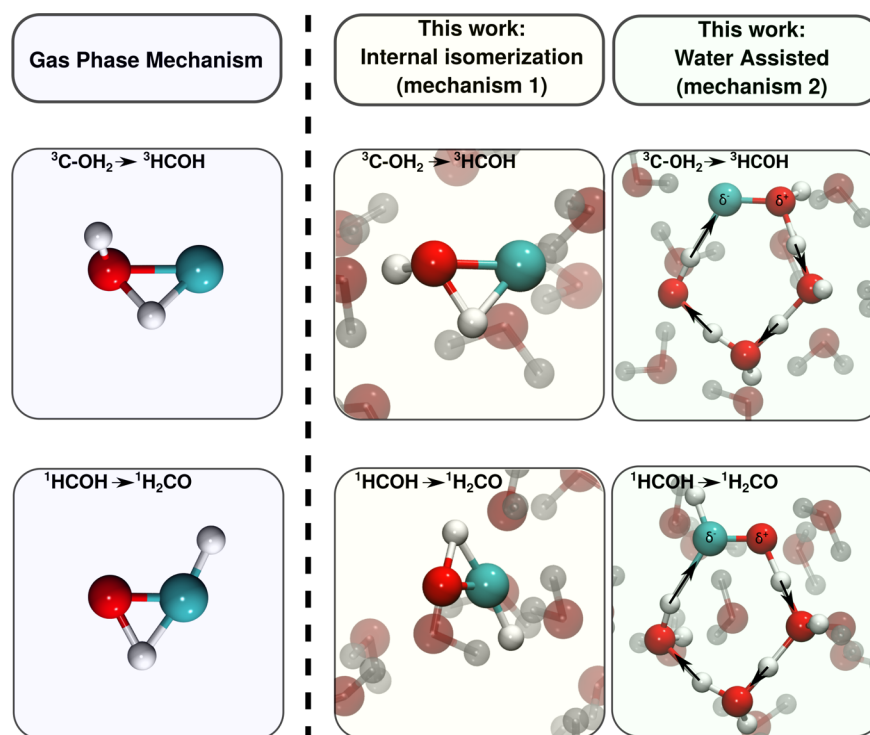 Gas Phase Mechanism
This work:
Internal isomerization
(mechanism 1)
This work:
Water Assisted
(mechanism 2)
³C-OH₂ → ³HCOH
³C-OH₂ → ³HCOH
³C-OH₂ → ³HCOH
δ⁻ δ⁺
¹HCOH → ¹H₂CO
¹HCOH → ¹H₂CO
¹HCOH → ¹H₂CO
δ⁻ δ⁺